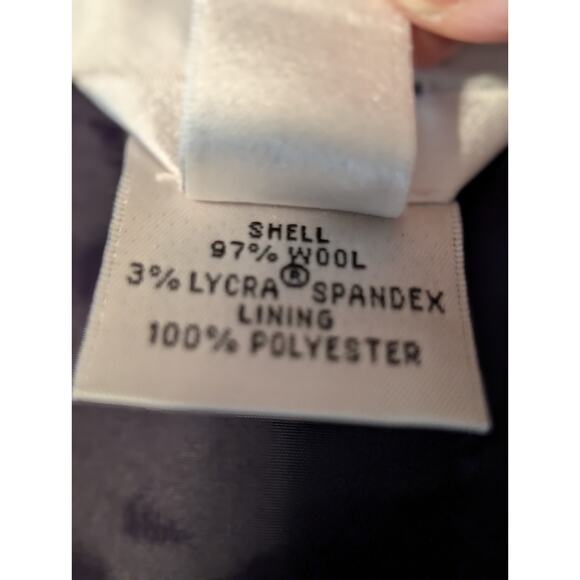 SHELL
97% WOOL
3% LYCRA® SPANDEX
LINING
100% POLYESTER